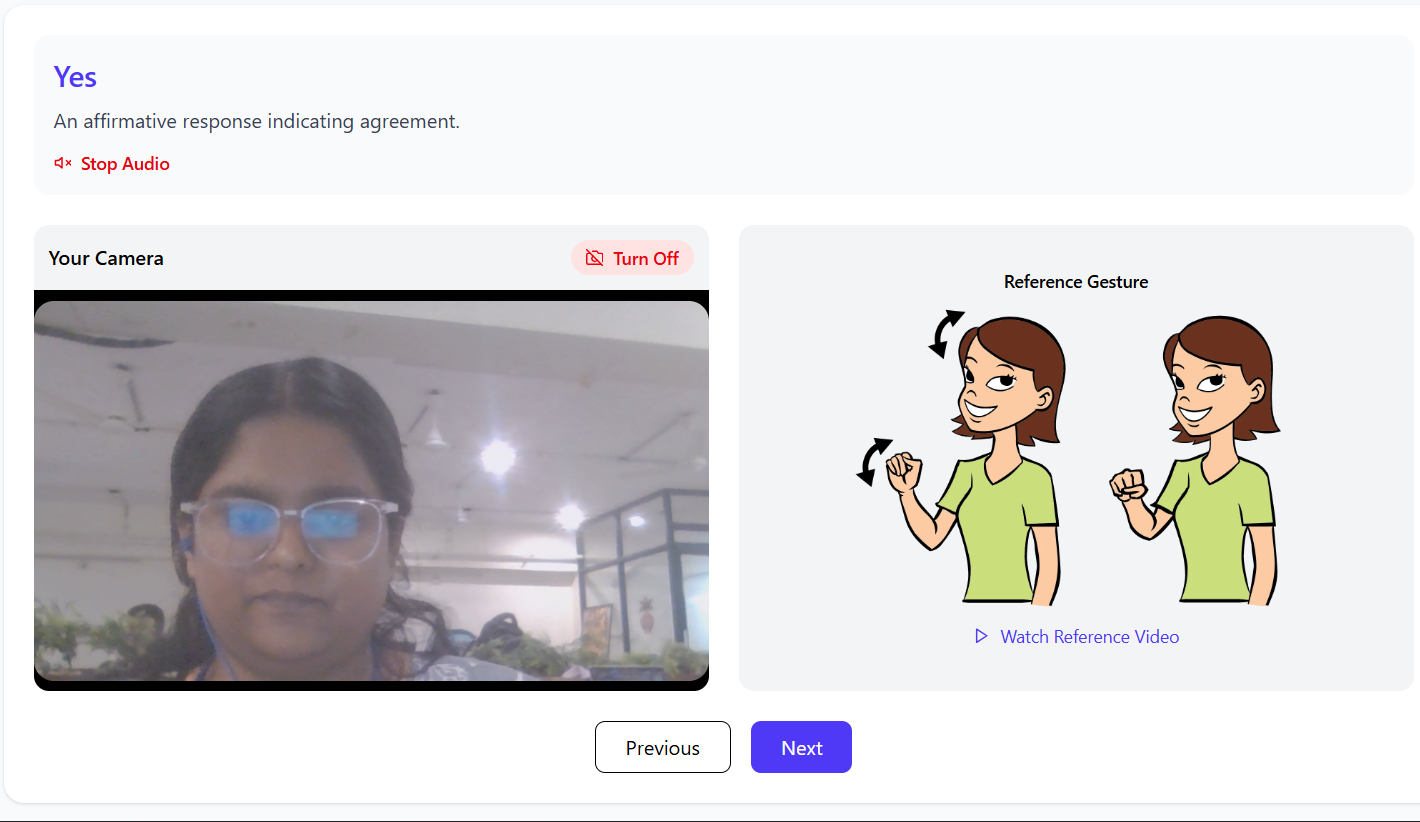 Yes
An affirmative response indicating agreement.
Stop Audio
Your Camera
Turn Off
Reference Gesture
Watch Reference Video
Previous
Next